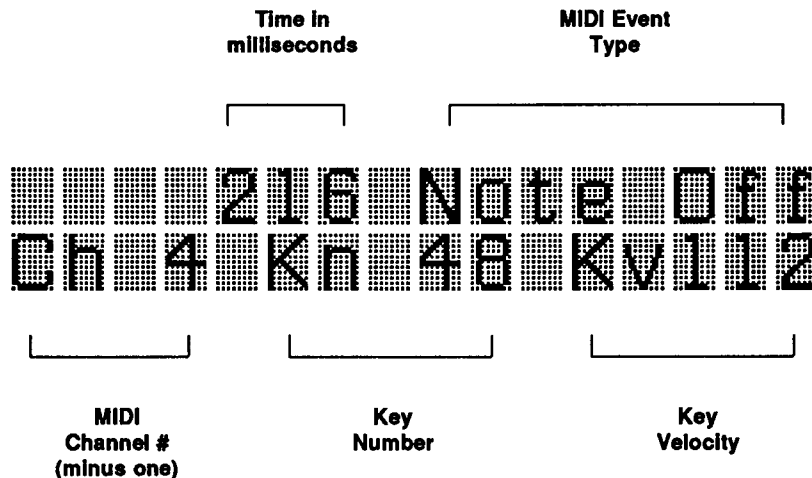 Time in
milliseconds
MIDI Event
Type
216 Note Off
Ch 4 Kn 48 Kv112
MIDI
Channel #
(minus one)
Key
Number
Key
Velocity